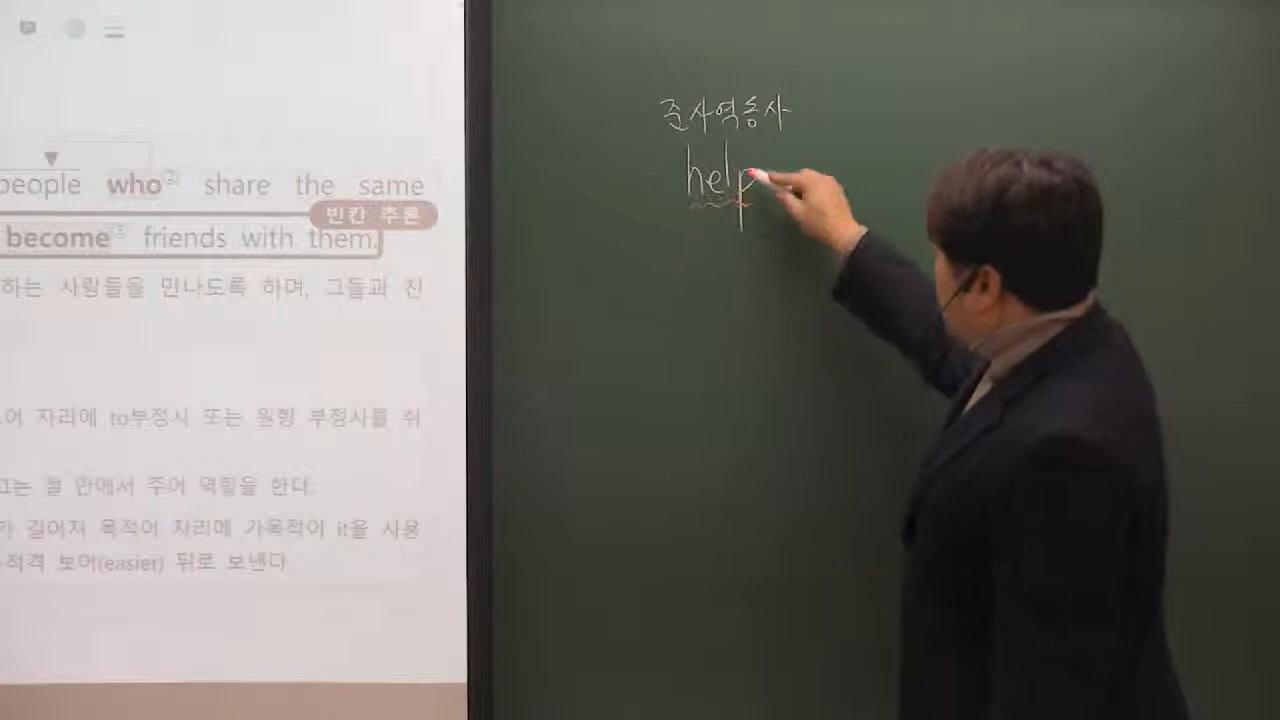 people who② share the same
빈칸 추론
become③ friends with them.
하는 사람들을 만나도록 하며, 그들과 진
어 자리에 to부정사 또는 원형 부정사를 쉬
는 절 안에서 주어 역할을 한다.
가 길어져 목적어 자리에 가목적어 it을 사용
적격 보어(easier) 뒤로 보낸다
준사역동사
help